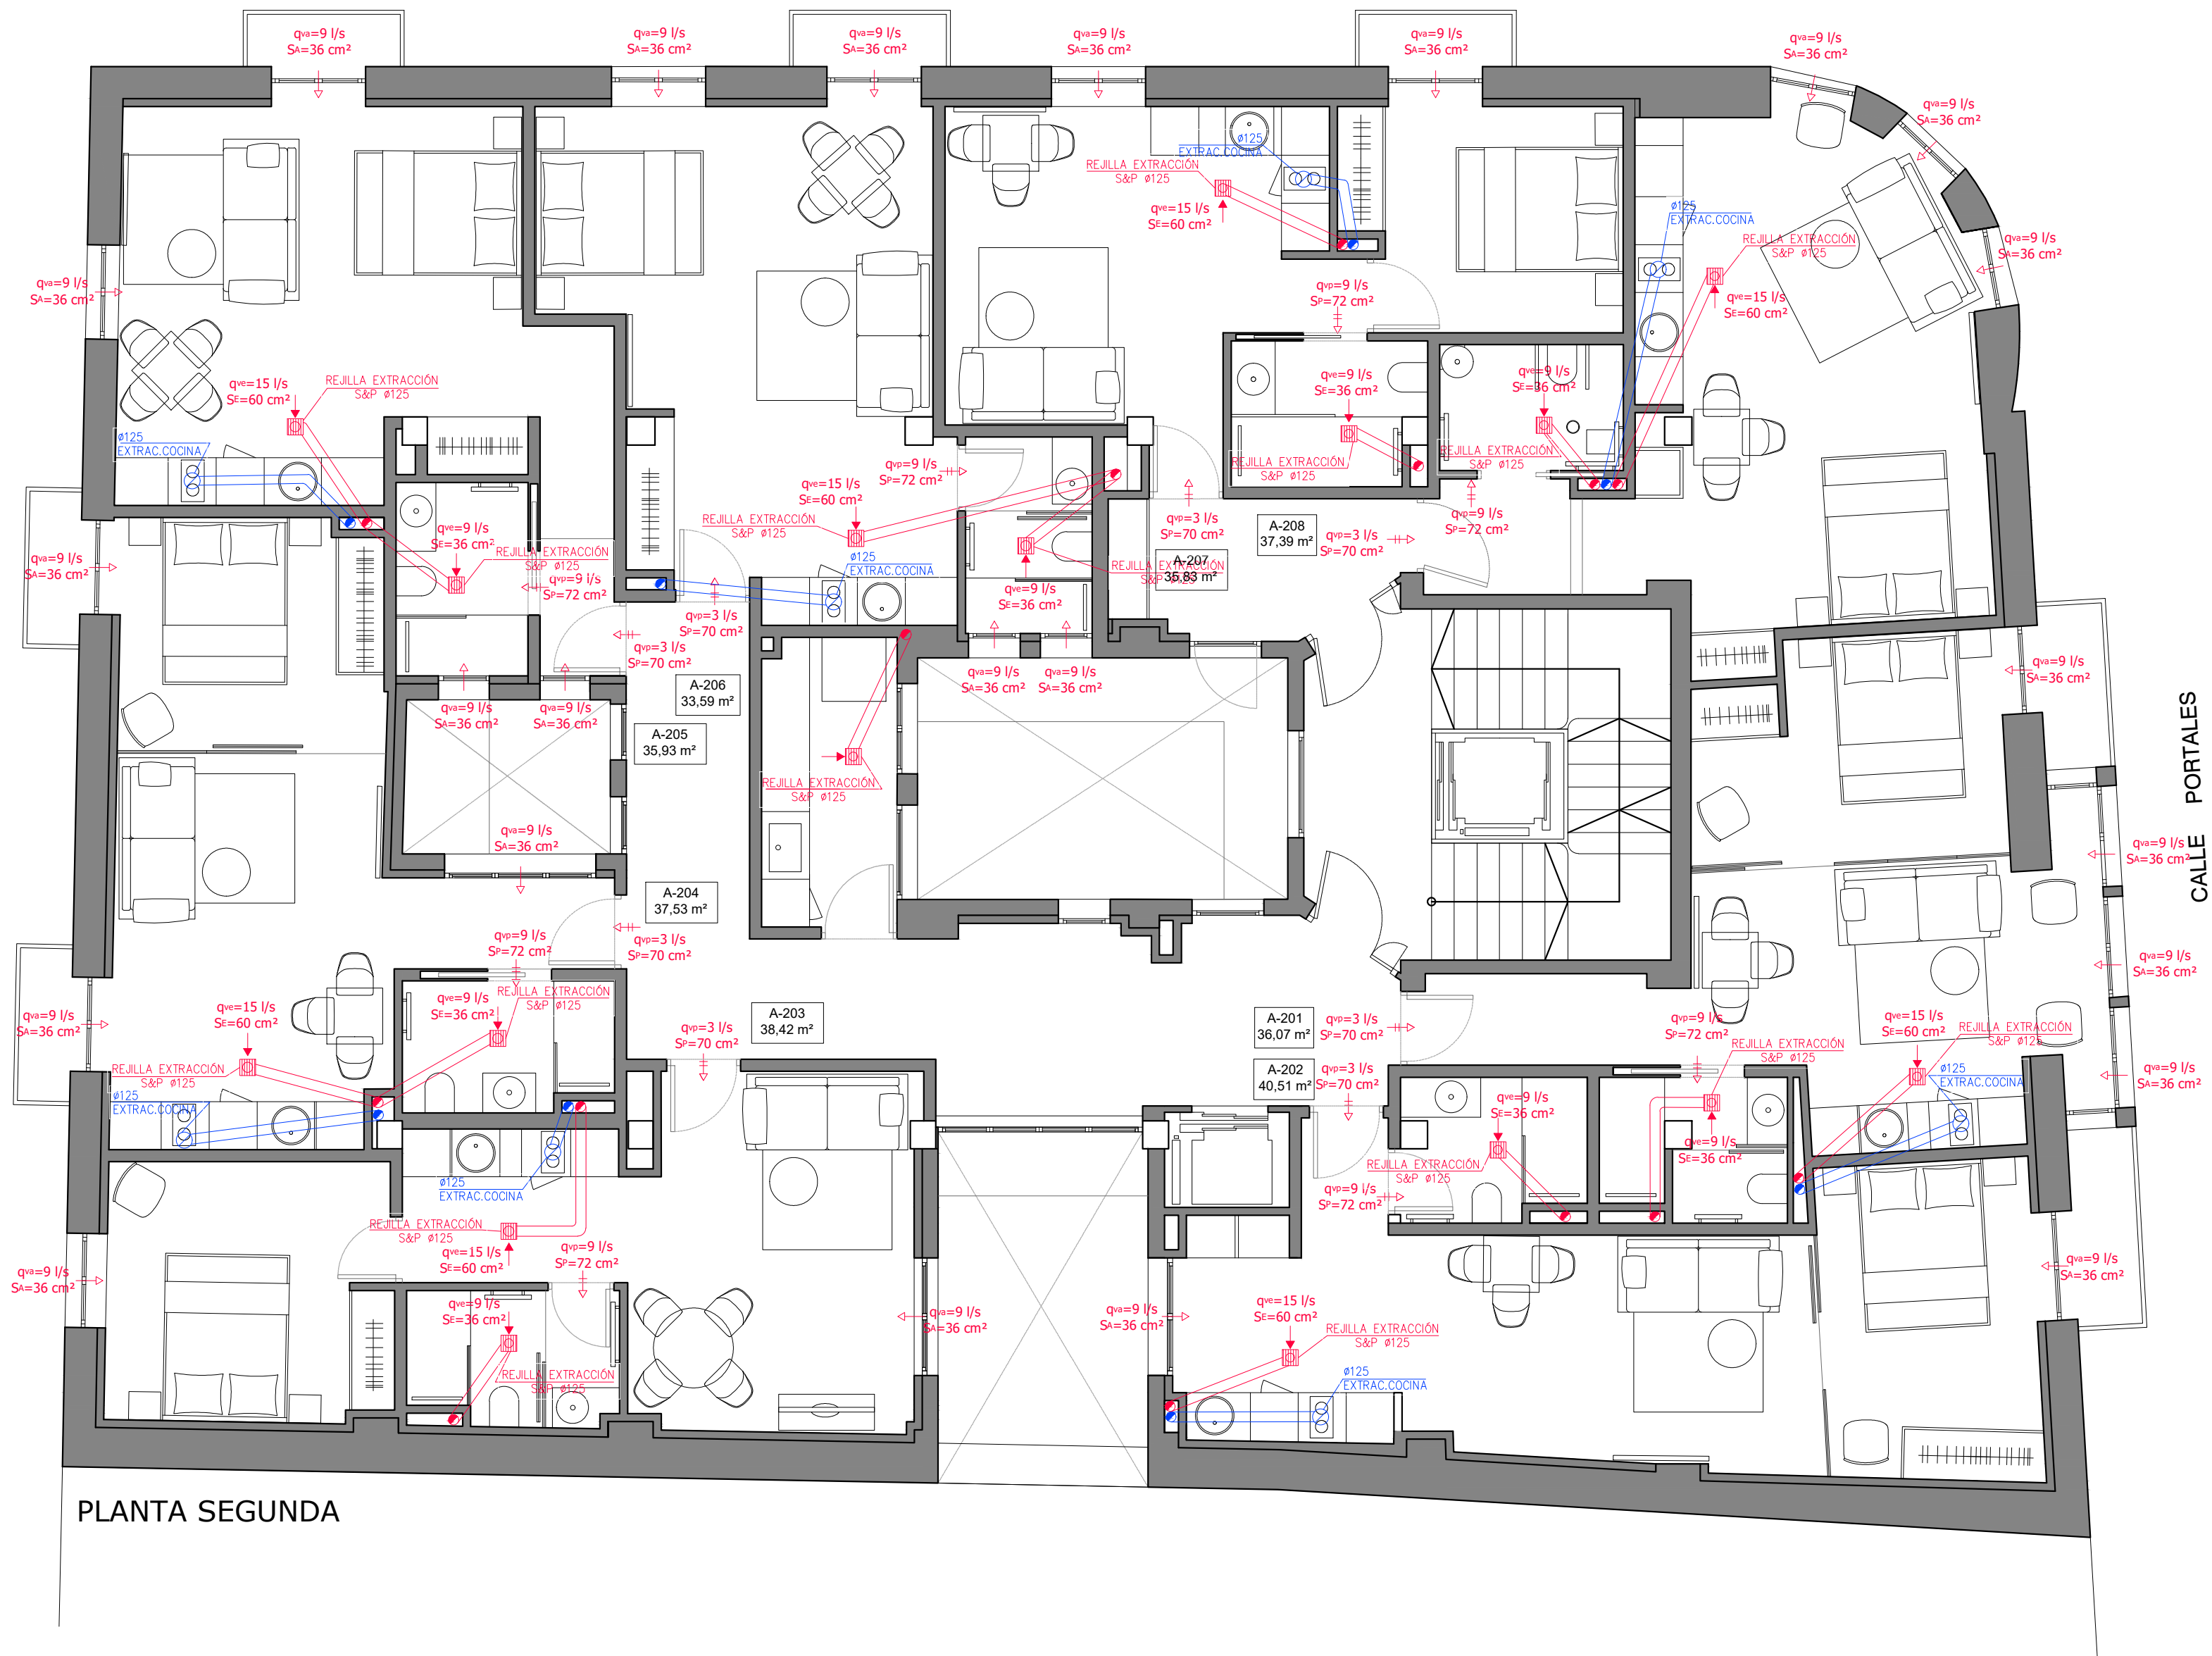 qva=9 l/s
SA=36 cm²
qva=9 l/s
SA=36 cm²
qva=9 l/s
SA=36 cm²
qva=9 l/s
SA=36 cm²
qva=9 l/s
SA=36 cm²
qva=9 l/s
SA=36 cm²
qva=9 l/s
SA=36 cm²
qva=9 l/s
SA=36 cm²
qva=9 l/s
SA=36 cm²
Ø125
EXTRAC.COCINA
REJILLA EXTRACCIÓN
S&P Ø125
qve=15 l/s
SE=60 cm²
Ø125
EXTRAC.COCINA
REJILLA EXTRACCIÓN
S&P Ø125
qve=15 l/s
SE=60 cm²
qvp=9 l/s
SP=72 cm²
qve=15 l/s
SE=60 cm²
REJILLA EXTRACCIÓN
S&P Ø125
Ø125
EXTRAC.COCINA
qve=9 l/s
SE=36 cm²
REJILLA EXTRACCIÓN
S&P Ø125
qve=9 l/s
SE=36 cm²
REJILLA EXTRACCIÓN
S&P Ø125
qvp=9 l/s
SP=72 cm²
qve=15 l/s
SE=60 cm²
REJILLA EXTRACCIÓN
S&P Ø125
Ø125
EXTRAC.COCINA
qva=9 l/s
SA=36 cm²
qve=9 l/s
SE=36 cm²
REJILLA EXTRACCIÓN
S&P Ø125
qvp=9 l/s
SP=72 cm²
qvp=3 l/s
SP=70 cm²
A-208
37,39 m²
qvp=3 l/s
SP=70 cm²
qvp=9 l/s
SP=72 cm²
A-207
35,83 m²
REJILLA EXTRACCIÓN
S&P Ø125
qve=9 l/s
SE=36 cm²
qvp=3 l/s
SP=70 cm²
qvp=3 l/s
SP=70 cm²
A-206
33,59 m²
qva=9 l/s
SA=36 cm²
qva=9 l/s
SA=36 cm²
qva=9 l/s
SA=36 cm²
qva=9 l/s
SA=36 cm²
qva=9 l/s
SA=36 cm²
A-205
35,93 m²
REJILLA EXTRACCIÓN
S&P Ø125
CALLE PORTALES
qva=9 l/s
SA=36 cm²
qva=9 l/s
SA=36 cm²
A-204
37,53 m²
qvp=3 l/s
SP=70 cm²
qvp=9 l/s
SP=72 cm²
qva=9 l/s
SA=36 cm²
qva=9 l/s
SA=36 cm²
qve=15 l/s
SE=60 cm²
REJILLA EXTRACCIÓN
S&P Ø125
Ø125
EXTRAC.COCINA
qve=9 l/s
SE=36 cm²
REJILLA EXTRACCIÓN
S&P Ø125
A-203
38,42 m²
qvp=3 l/s
SP=70 cm²
A-201
36,07 m²
qvp=3 l/s
SP=70 cm²
A-202
40,51 m²
qvp=3 l/s
SP=70 cm²
qvp=9 l/s
SP=72 cm²
REJILLA EXTRACCIÓN
S&P Ø125
qve=15 l/s
SE=60 cm²
REJILLA EXTRACCIÓN
S&P Ø125
Ø125
EXTRAC.COCINA
qva=9 l/s
SA=36 cm²
qve=9 l/s
SE=36 cm²
qve=9 l/s
SE=36 cm²
REJILLA EXTRACCIÓN
S&P Ø125
qvp=9 l/s
SP=72 cm²
Ø125
EXTRAC.COCINA
REJILLA EXTRACCIÓN
S&P Ø125
qve=15 l/s
SE=60 cm²
qvp=9 l/s
SP=72 cm²
qva=9 l/s
SA=36 cm²
qva=9 l/s
SA=36 cm²
qve=9 l/s
SE=36 cm²
REJILLA EXTRACCIÓN
S&P Ø125
qva=9 l/s
SA=36 cm²
qva=9 l/s
SA=36 cm²
qve=15 l/s
SE=60 cm²
REJILLA EXTRACCIÓN
S&P Ø125
Ø125
EXTRAC.COCINA
PLANTA SEGUNDA